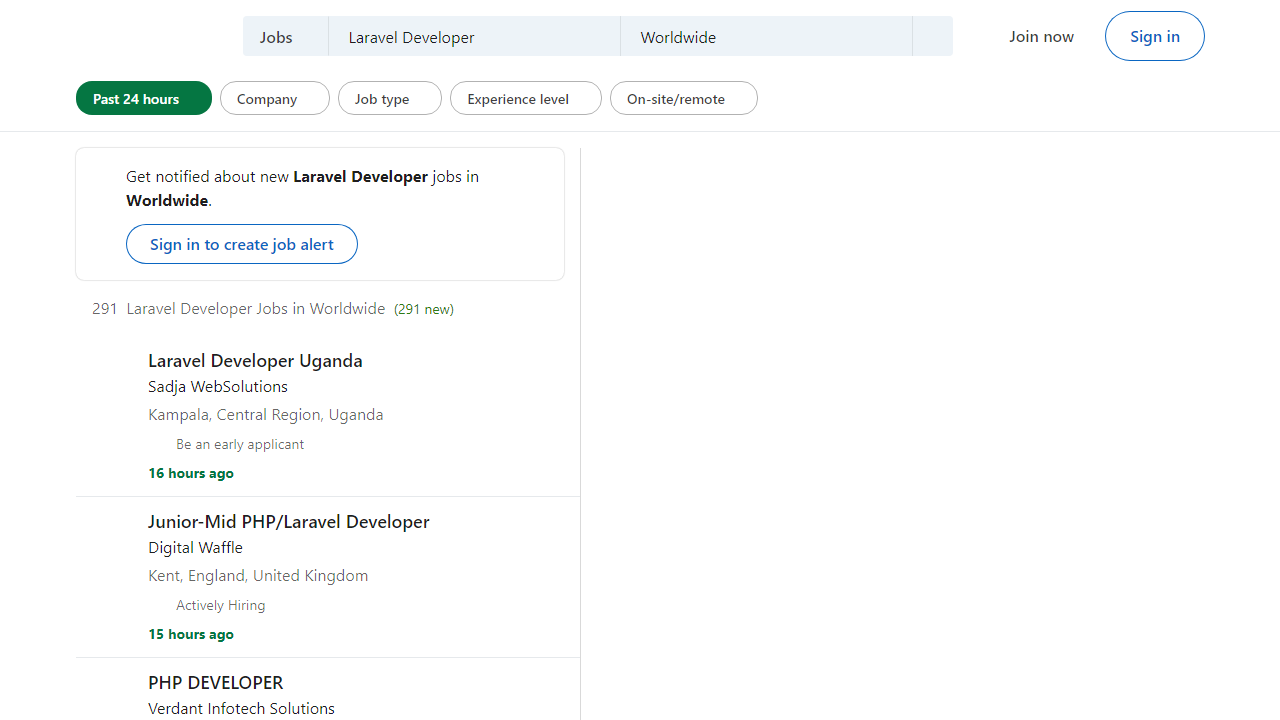 Jobs Laravel Developer Worldwide Join now Sign in
Past 24 hours Company Job type Experience level On-site/remote
Get notified about new Laravel Developer jobs in
Worldwide.
Sign in to create job alert
291 Laravel Developer Jobs in Worldwide (291 new)
Laravel Developer Uganda
Sadja WebSolutions
Kampala, Central Region, Uganda
Be an early applicant
16 hours ago
Junior-Mid PHP/Laravel Developer
Digital Waffle
Kent, England, United Kingdom
Actively Hiring
15 hours ago
PHP DEVELOPER
Verdant Infotech Solutions